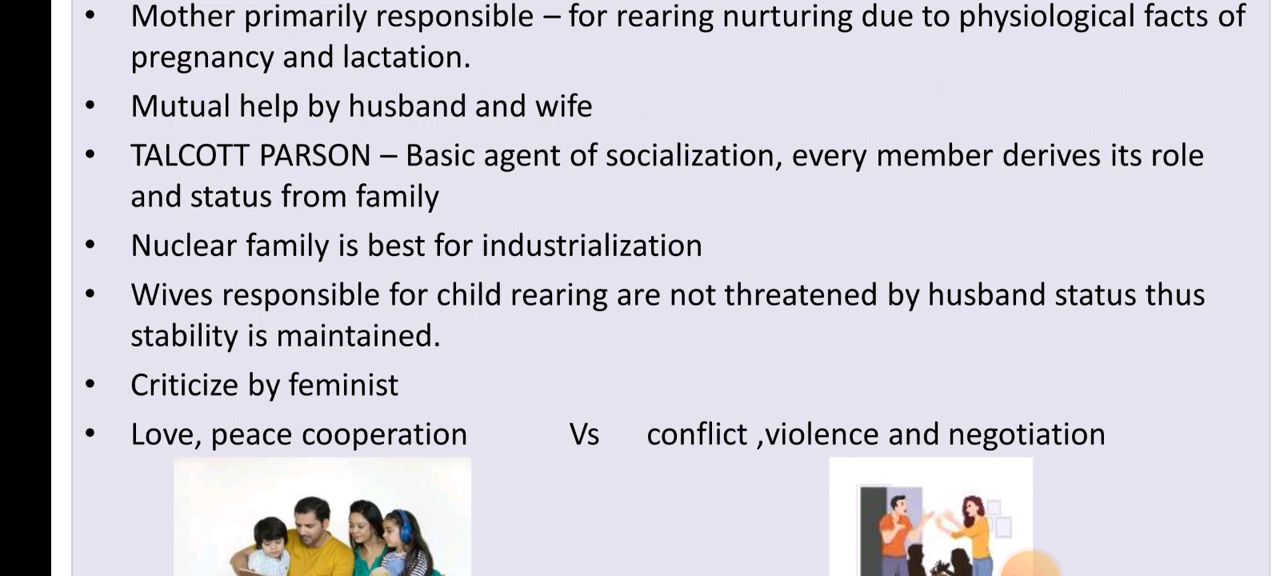 • Mother primarily responsible – for rearing nurturing due to physiological facts of
pregnancy and lactation.
• Mutual help by husband and wife
• TALCOTT PARSON – Basic agent of socialization, every member derives its role
and status from family
• Nuclear family is best for industrialization
• Wives responsible for child rearing are not threatened by husband status thus
stability is maintained.
• Criticize by feminist
• Love, peace cooperation Vs conflict ,violence and negotiation